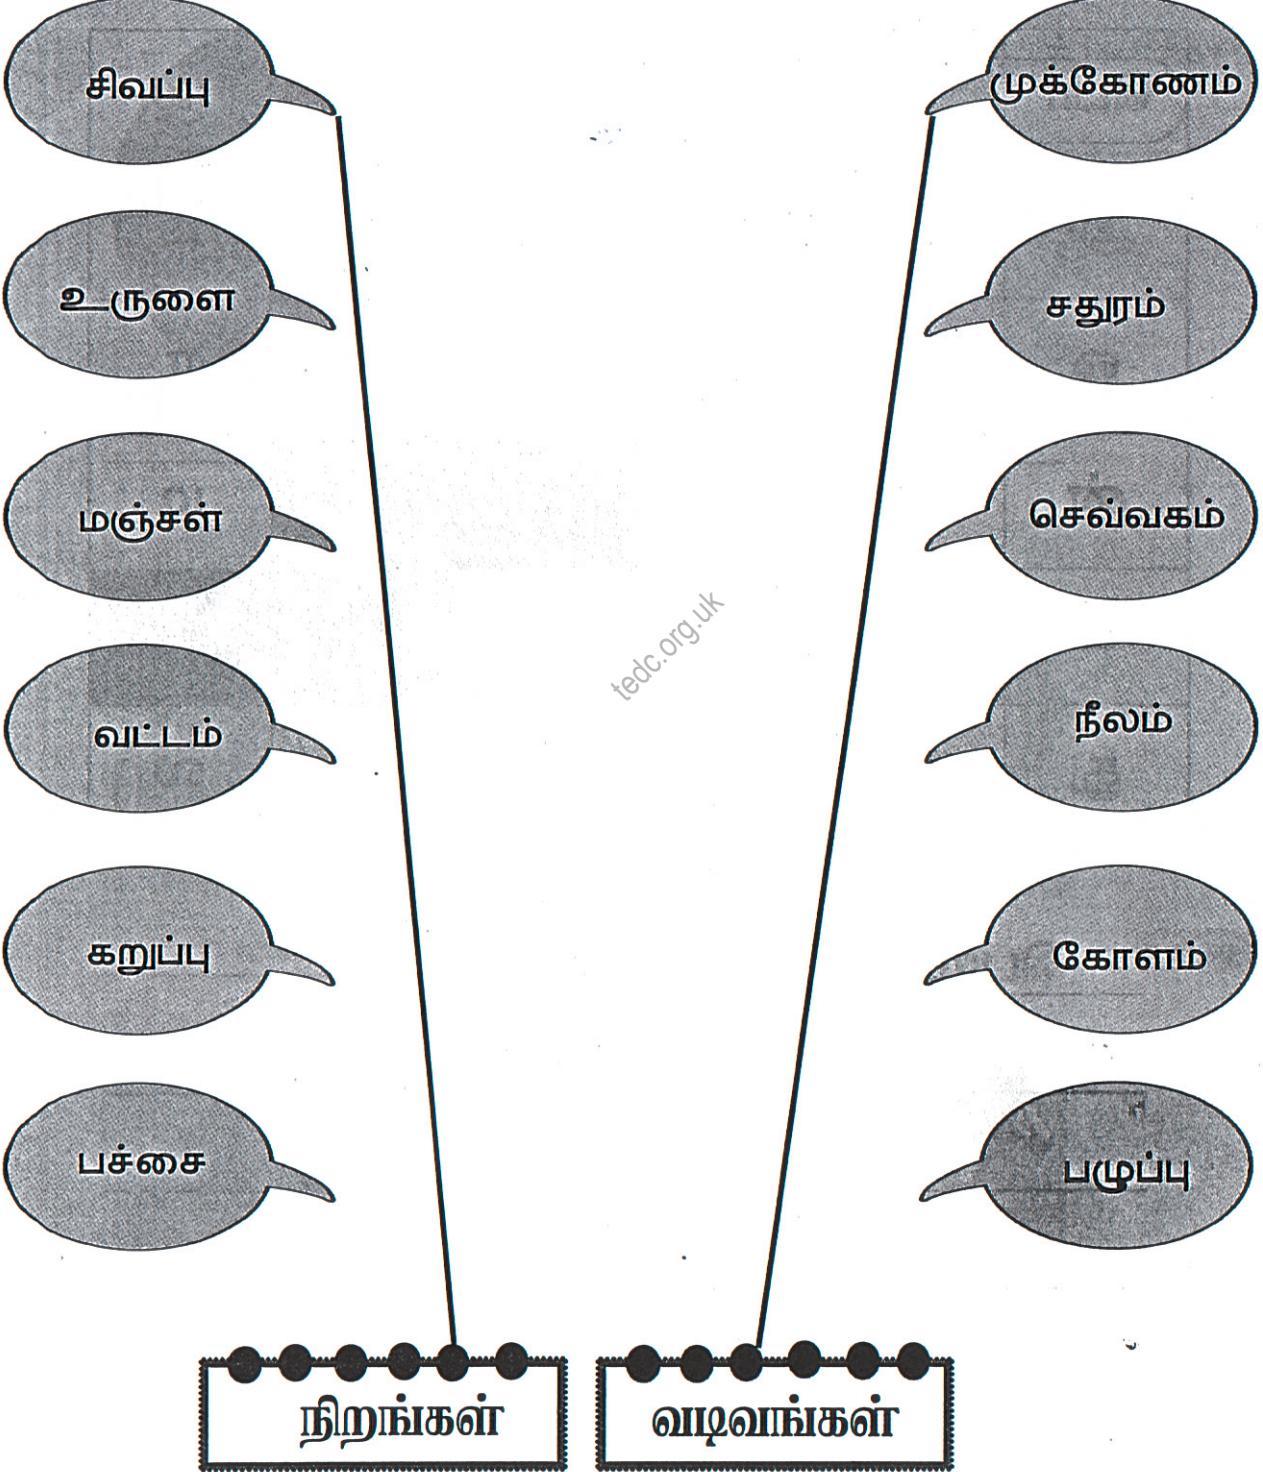 சிவப்பு
முக்கோணம்
உருளை
சதுரம்
மஞ்சள்
செவ்வகம்
tedc.org.uk
வட்டம்
நீலம்
கறுப்பு
கோளம்
பச்சை
பழுப்பு
நிறங்கள்
வடிவங்கள்